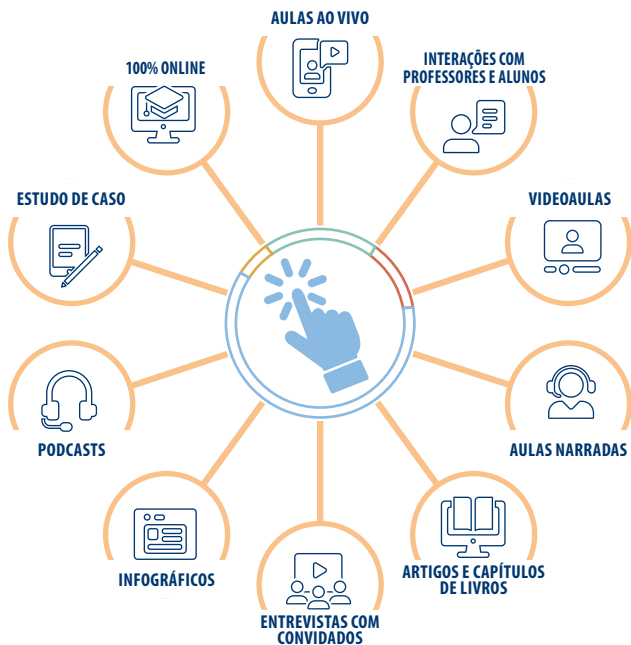 AULAS AO VIVO
100% ONLINE
INTERAÇÕES COM
PROFESSORES E ALUNOS
ESTUDO DE CASO
VIDEOAULAS
PODCASTS
AULAS NARRADAS
INFOGRÁFICOS
ARTIGOS E CAPÍTULOS
DE LIVROS
ENTREVISTAS COM
CONVIDADOS